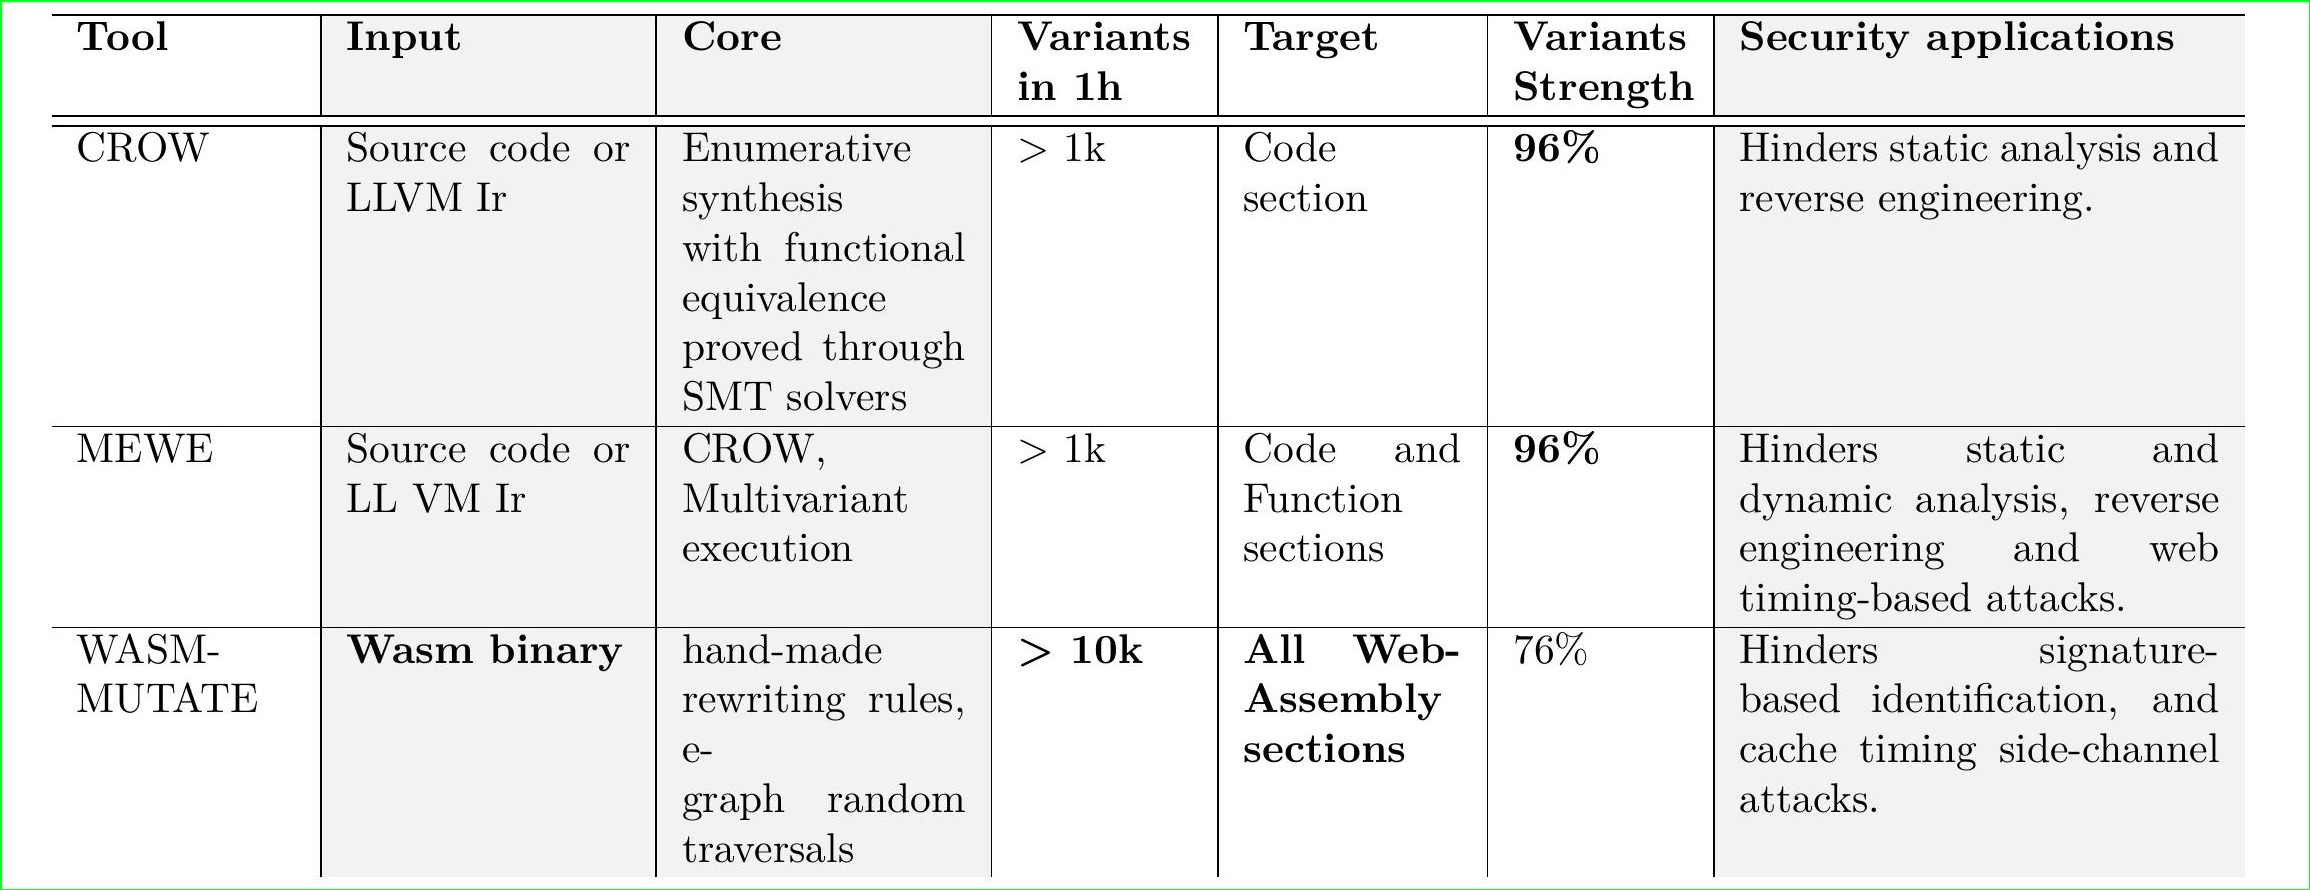 Tool
Input
Core
Variants
in 1h
Target
Variants
Strength
Security applications
CROW
Source code or
LLVM Ir
Enumerative
synthesis
with functional
equivalence
proved through
SMT solvers
> 1k
Code
section
96%
Hinders static analysis and
reverse engineering.
MEWE
Source code or
LL VM Ir
CROW,
Multivariant
execution
> 1k
Code and
Function
sections
96%
Hinders static and
dynamic analysis, reverse
engineering and web
timing-based attacks.
WASM-
MUTATE
Wasm binary
hand-made
rewriting rules,
e-
graph random
traversals
> 10k
All Web-
Assembly
sections
76%
Hinders signature-
based identification, and
cache timing side-channel
attacks.